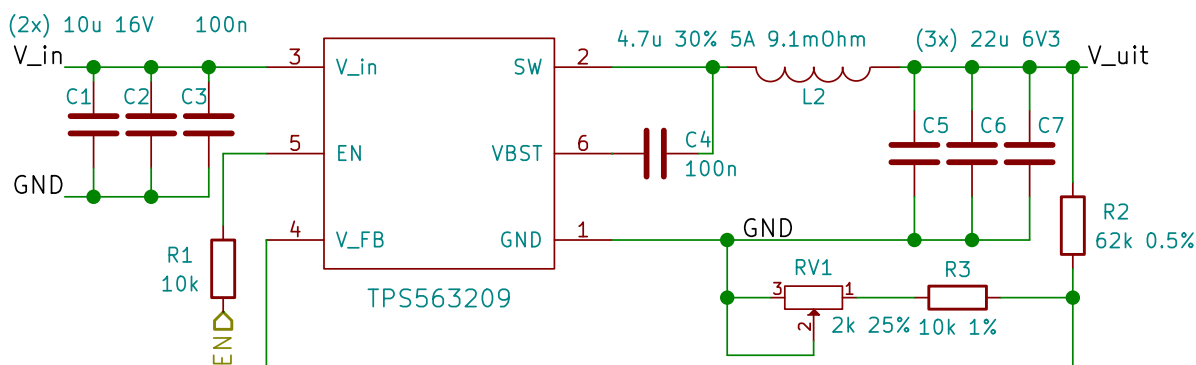 (2x) 10u 16V 100n
4.7u 30% 5A 9.1mOhm
(3x) 22u 6V3
V_in
3
V_in
SW
2
V_uit
C1
C2
C3
L2
C5
C6
C7
5
EN
VBST
6
C4
100n
GND
4
V_FB
GND
1
GND
R2
62k 0.5%
R1
10k
TPS563209
RV1
3
1
2
2k 25%
R3
10k 1%
EN